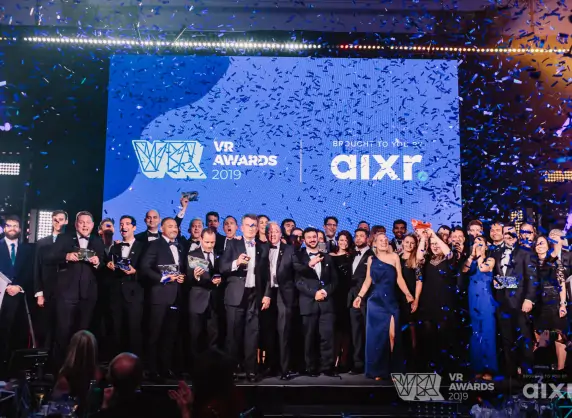 VR
AWARDS
2019
BROUGHT TO YOU BY
aixr.
VR
AWARDS
2019
aixr